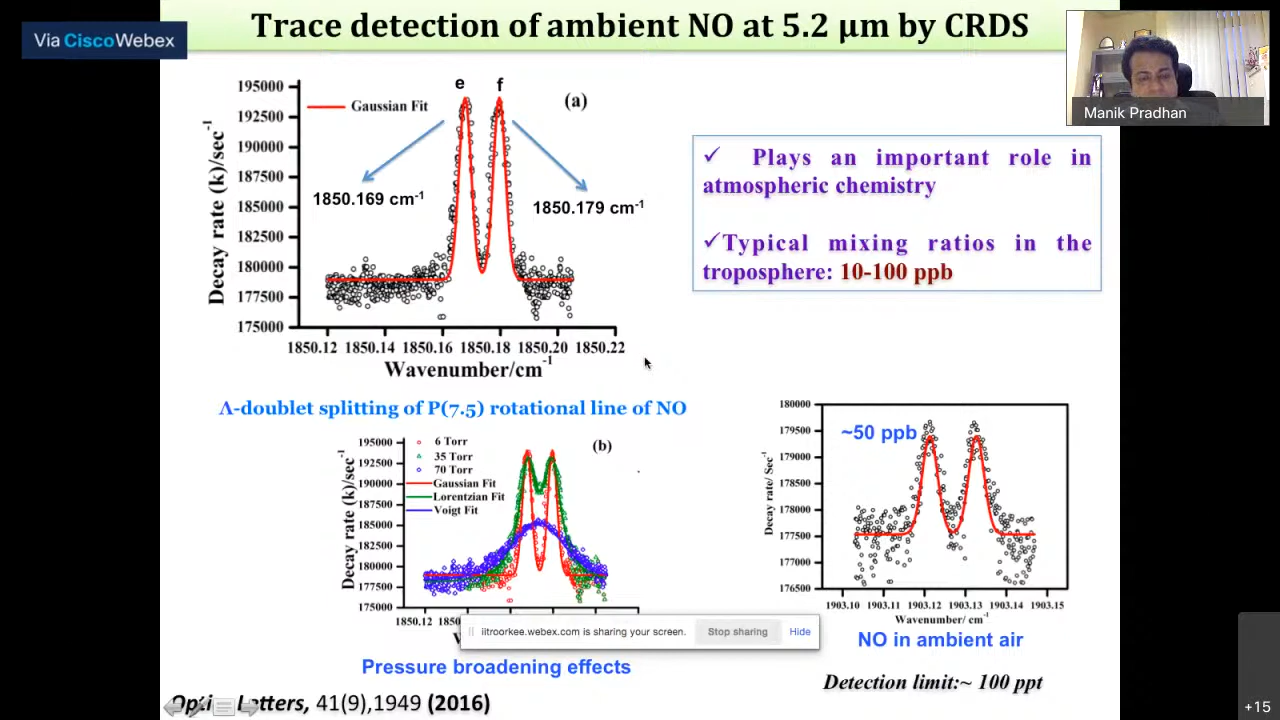 Trace detection of ambient NO at 5.2 µm by CRDS
Via Cisco Webex
Manik Pradhan
e f
(a)
Gaussian Fit
Decay rate (k)/sec⁻¹
195000
192500
190000
187500
185000
182500
180000
177500
175000
1850.169 cm⁻¹
1850.179 cm⁻¹
1850.12 1850.14 1850.16 1850.18 1850.20 1850.22
Wavenumber/cm⁻¹
✓ Plays an important role in
atmospheric chemistry
✓Typical mixing ratios in the
troposphere: 10-100 ppb
Λ-doublet splitting of P(7.5) rotational line of NO
(b)
6 Torr
35 Torr
70 Torr
Gaussian Fit
Lorentzian Fit
Voigt Fit
Decay rate (k)/sec⁻¹
195000
192500
190000
187500
185000
182500
180000
177500
175000
1850.12
Pressure broadening effects
~50 ppb
Decay rate/ Sec⁻¹
180000
179500
179000
178500
178000
177500
177000
176500
1903.10 1903.11 1903.12 1903.13 1903.14 1903.15
Wavenumber/ cm⁻¹
NO in ambient air
Detection limit:~ 100 ppt
iitroorkee.webex.com is sharing your screen. Stop sharing Hide
Optics Letters, 41(9),1949 (2016)
+15